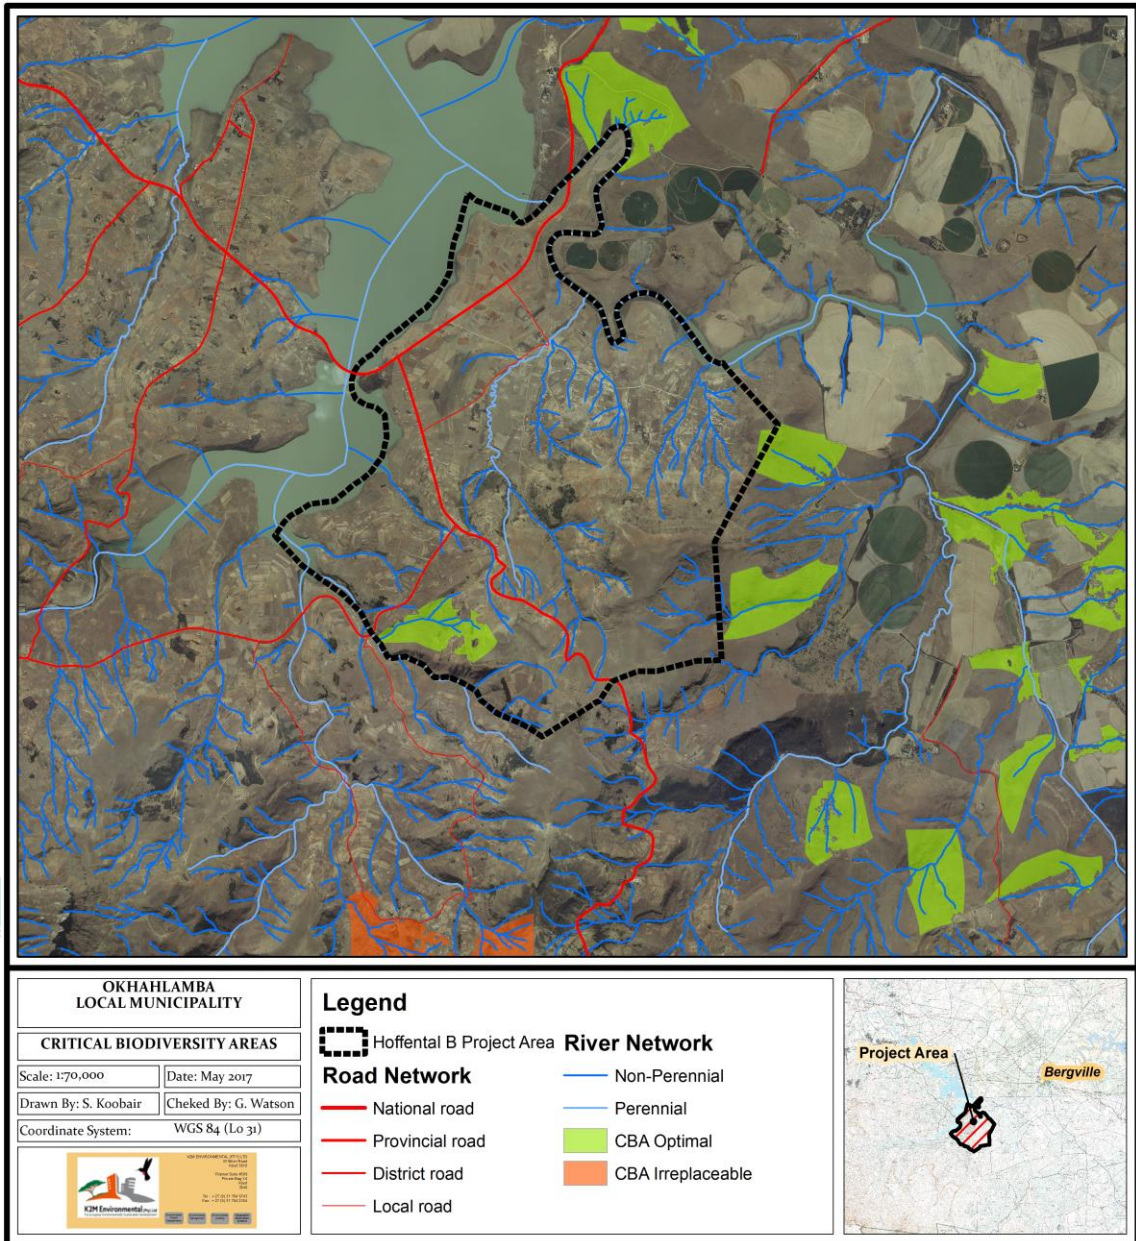 OKHAHLAMBA
LOCAL MUNICIPALITY
CRITICAL BIODIVERSITY AREAS
Scale: 1:70,000
Date: May 2017
Drawn By: S. Koobair
Cheked By: G. Watson
Coordinate System: WGS 84 (Lo 31)
K2M Environmental (Pty) Ltd
Legend
Hoffental B Project Area
Road Network
National road
Provincial road
District road
Local road
River Network
Non-Perennial
Perennial
CBA Optimal
CBA Irreplaceable
Project Area
Bergville